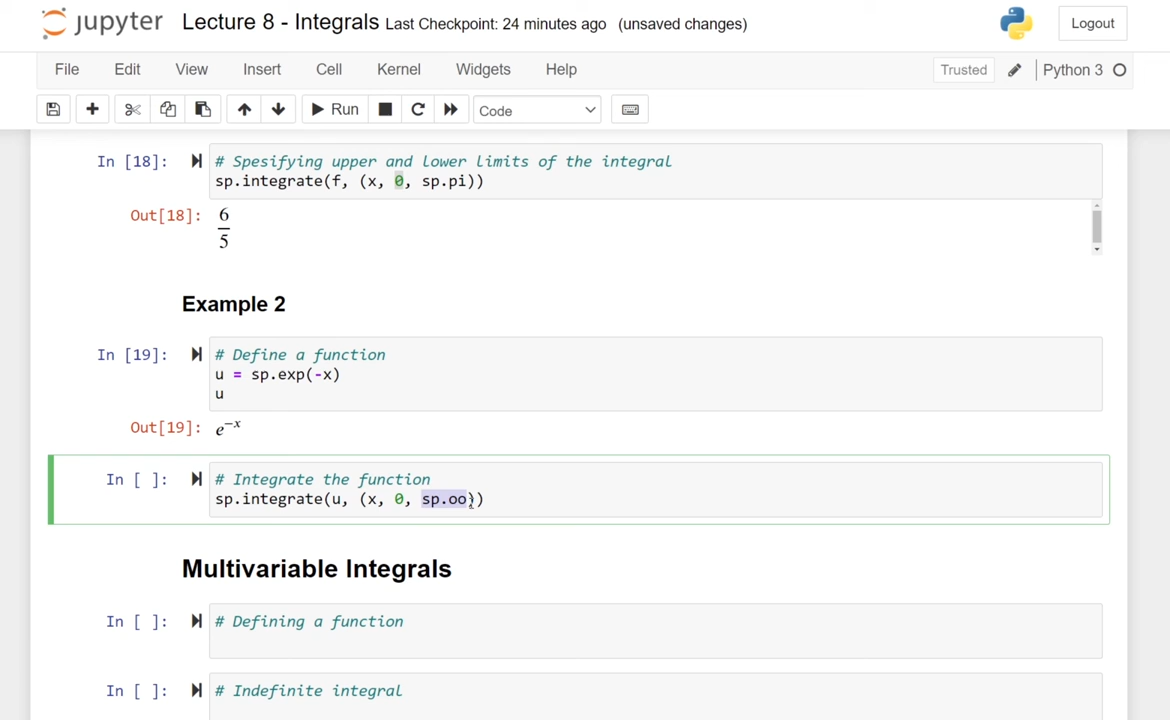 jupyter Lecture 8 - Integrals Last Checkpoint: 24 minutes ago (unsaved changes) Logout
File Edit View Insert Cell Kernel Widgets Help Trusted Python 3
Run Code
In [18]: # Spesifying upper and lower limits of the integral
sp.integrate(f, (x, 0, sp.pi))
Out[18]: 6
5
Example 2
In [19]: # Define a function
u = sp.exp(-x)
u
Out[19]: e^{-x}
In [ ]: # Integrate the function
sp.integrate(u, (x, 0, sp.oo))
Multivariable Integrals
In [ ]: # Defining a function
In [ ]: # Indefinite integral